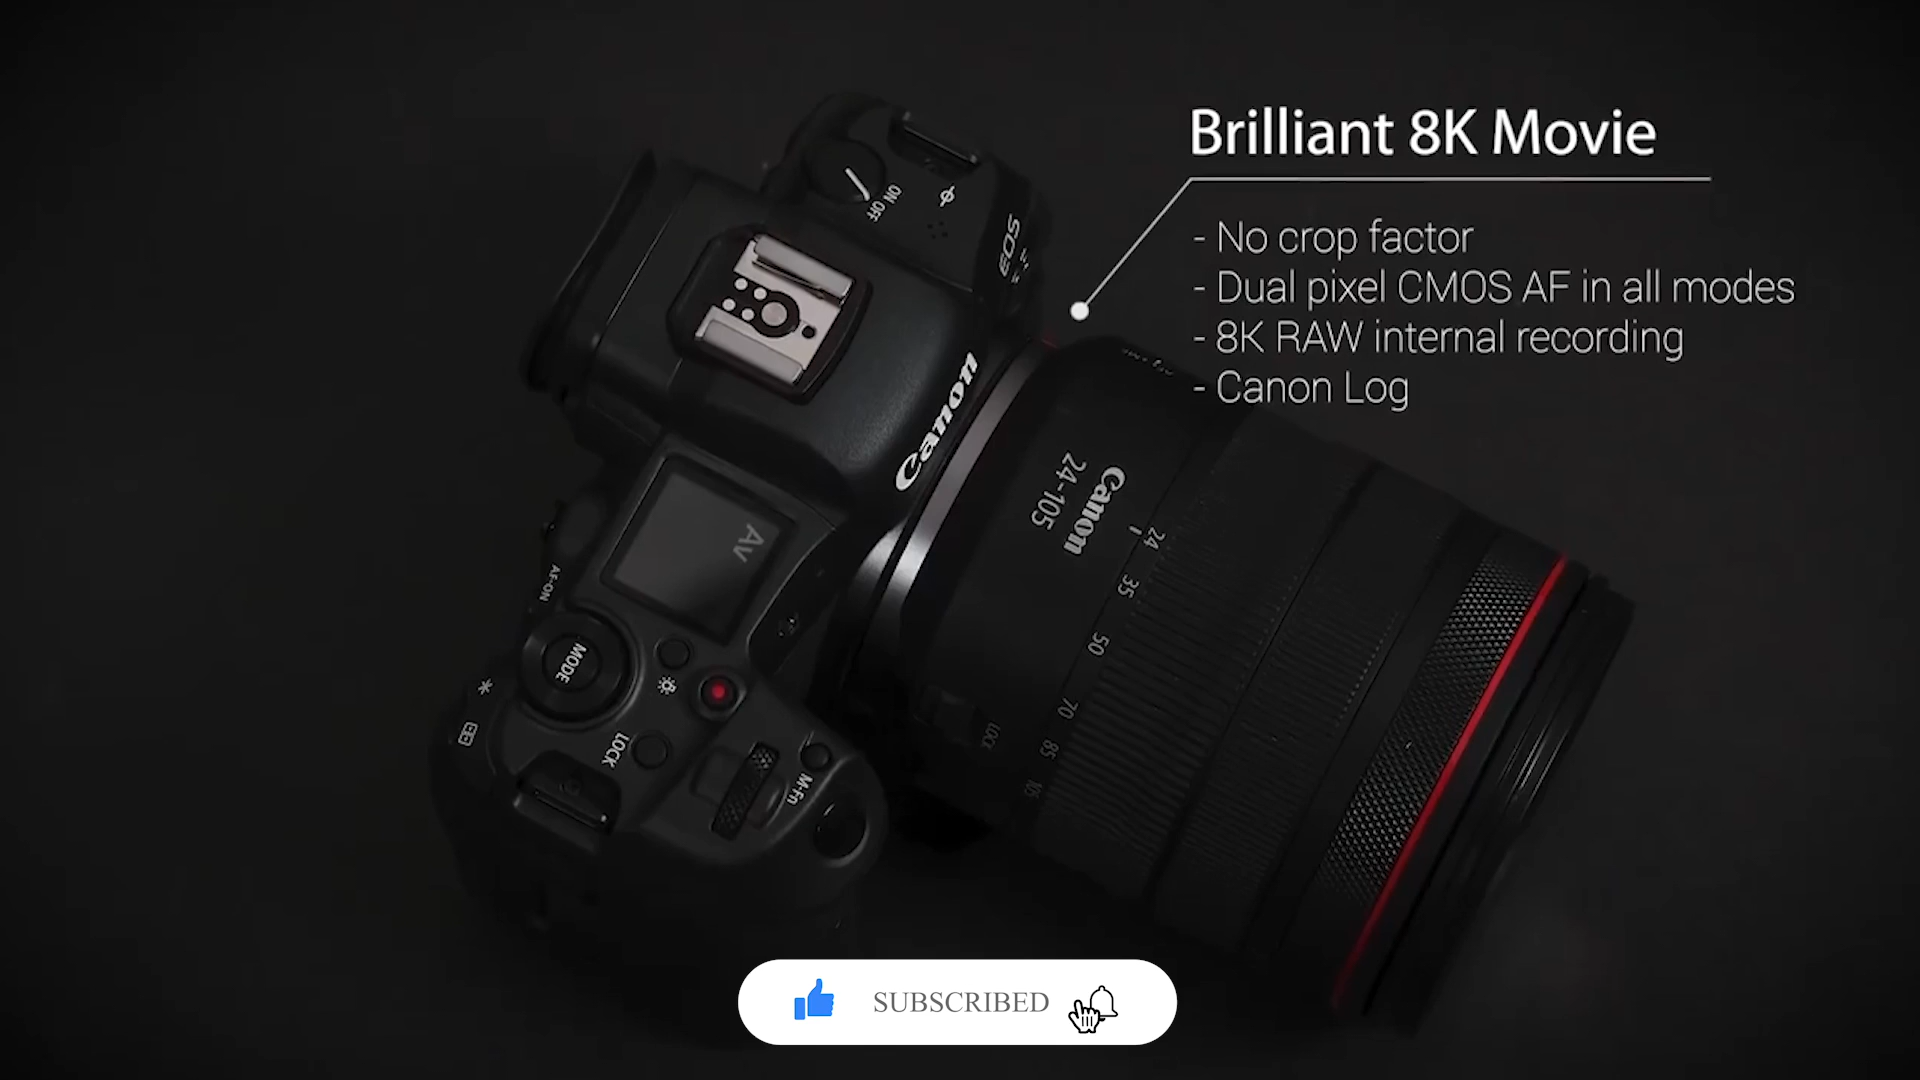 Brilliant 8K Movie
- No crop factor
- Dual pixel CMOS AF in all modes
- 8K RAW internal recording
- Canon Log
ON
OFF
EOS
Canon
Canon
24-105
24
35
50
70
85
105
LOCK
Av
AF-ON
MODE
LOCK
M-Fn
SUBSCRIBED